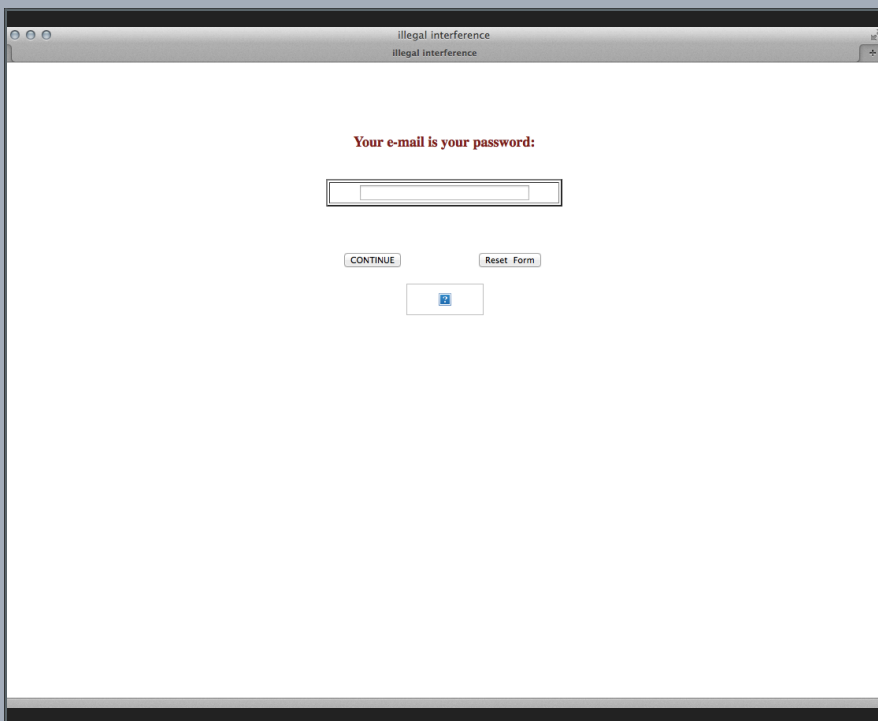 illegal interference
illegal interference
Your e-mail is your password:
CONTINUE
Reset Form